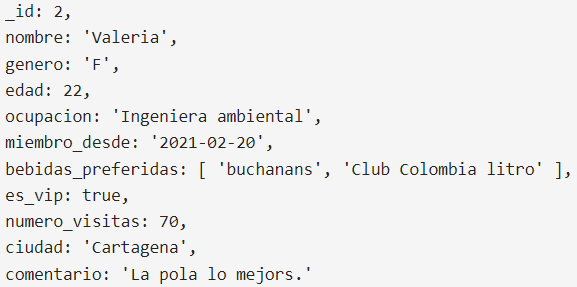 _id: 2,
nombre: 'Valeria',
genero: 'F',
edad: 22,
ocupacion: 'Ingeniera ambiental',
miembro_desde: '2021-02-20',
bebidas_preferidas: [ 'buchanans', 'Club Colombia litro' ],
es_vip: true,
numero_visitas: 70,
ciudad: 'Cartagena',
comentario: 'La pola lo mejors.'